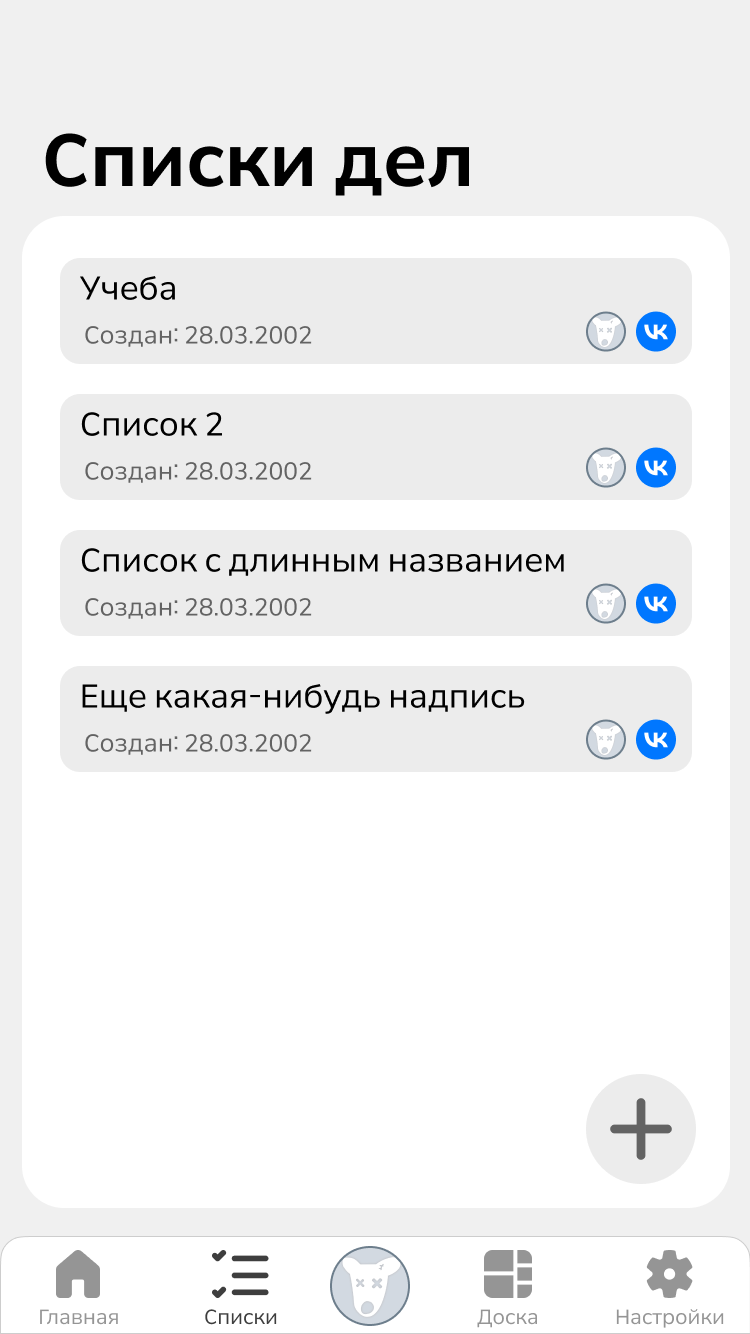 Списки дел
Учеба
Создан: 28.03.2002
Список 2
Создан: 28.03.2002
Список с длинным названием
Создан: 28.03.2002
Еще какая-нибудь надпись
Создан: 28.03.2002
Главная Списки Доска Настройки